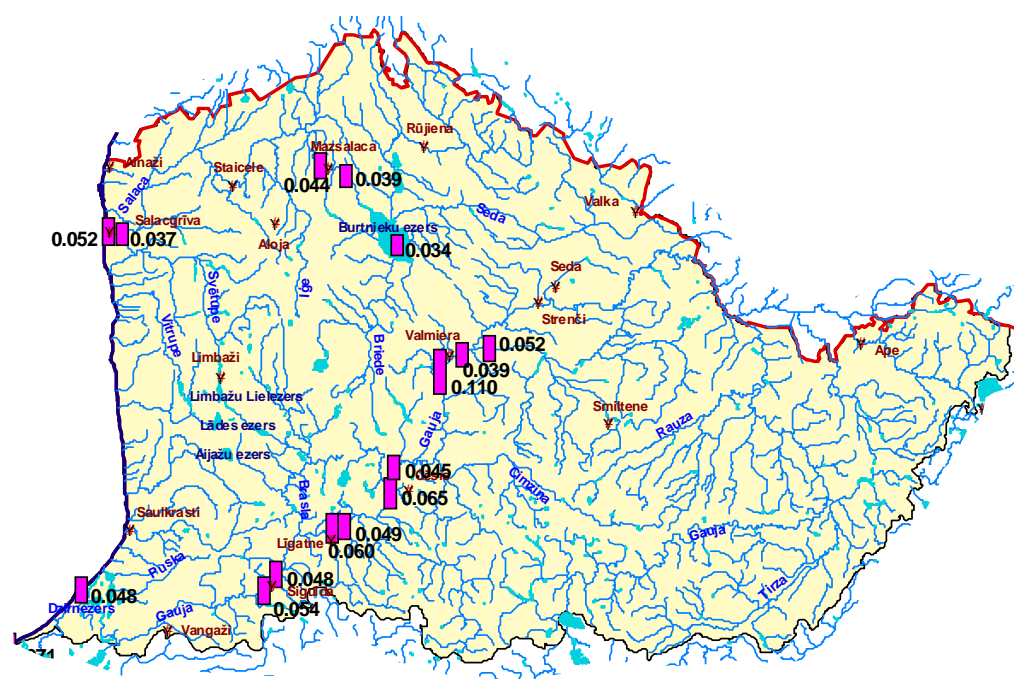 Rūjiena
Mazsalaca
Ainaži
Staicele
0.044
0.039
Salaca
Valka
Seda
Salacgrīva
0.052
0.037
Aloja
Burtnieku ezers
0.034
Seda
Iģe
Svētupe
Strenči
Vitrupe
Briede
Valmiera
0.052
Ape
Limbaži
0.039
0.110
Limbažu Lielezers
Smiltene
Lādes ezers
Gauja
Rauza
Aijažu ezers
0.045
Cimziņa
0.065
Brasla
Saulkrasti
0.049
Gauja
Līgatne
0.060
Puska
0.048
Sigulda
Tirza
0.048
0.054
Dzirnezers
Gauja
Vangaži